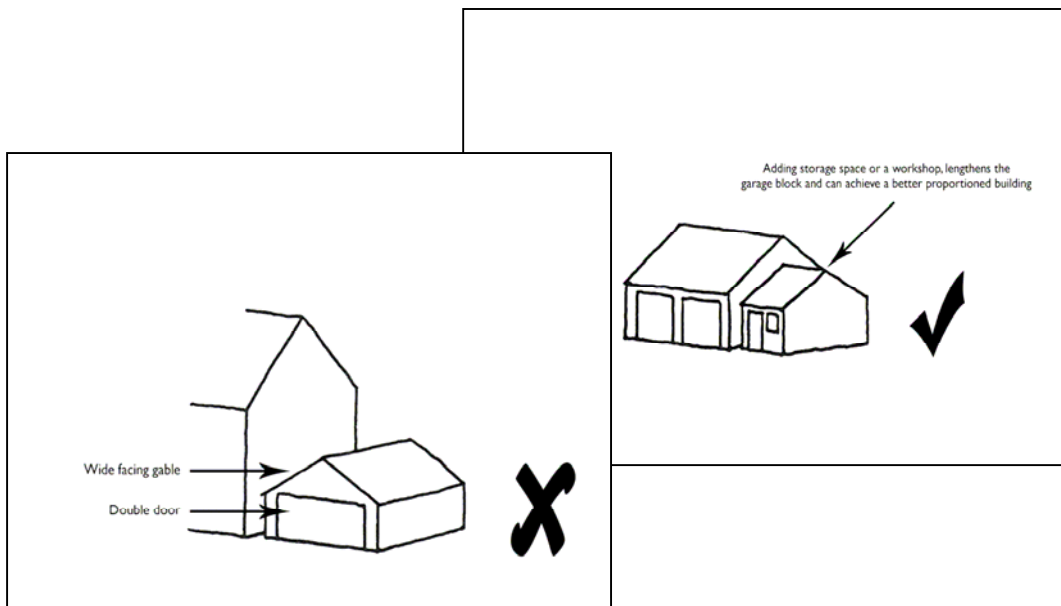 Adding storage space or a workshop, lengthens the
garage block and can achieve a better proportioned building
Wide facing gable
Double door